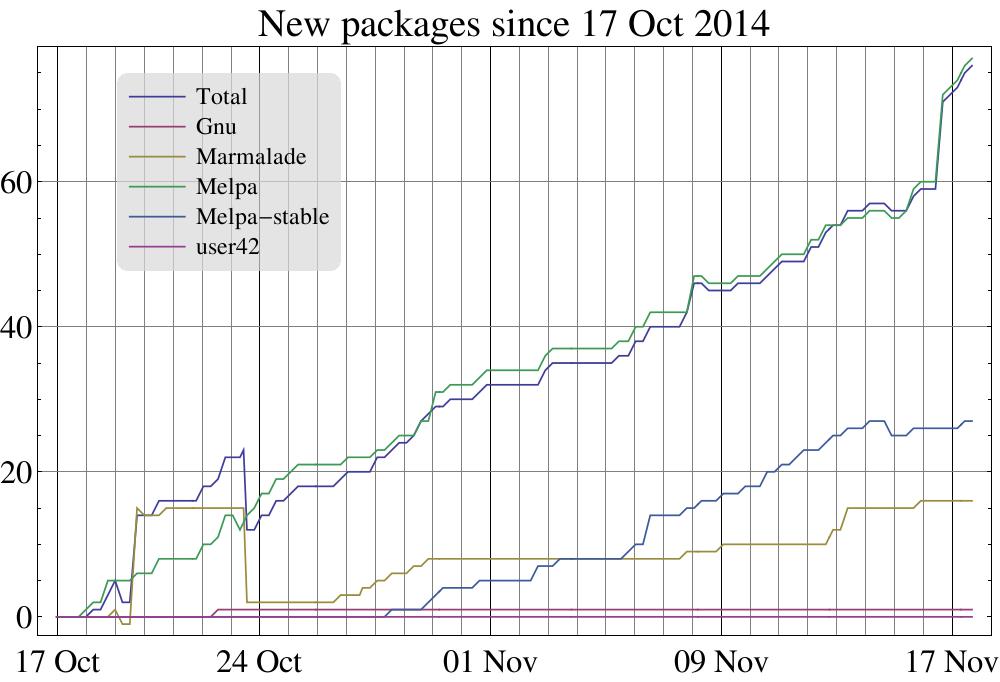 New packages since 17 Oct 2014
Total
Gnu
Marmalade
Melpa
Melpa−stable
user42
60
40
20
0
17 Oct 24 Oct 01 Nov 09 Nov 17 Nov